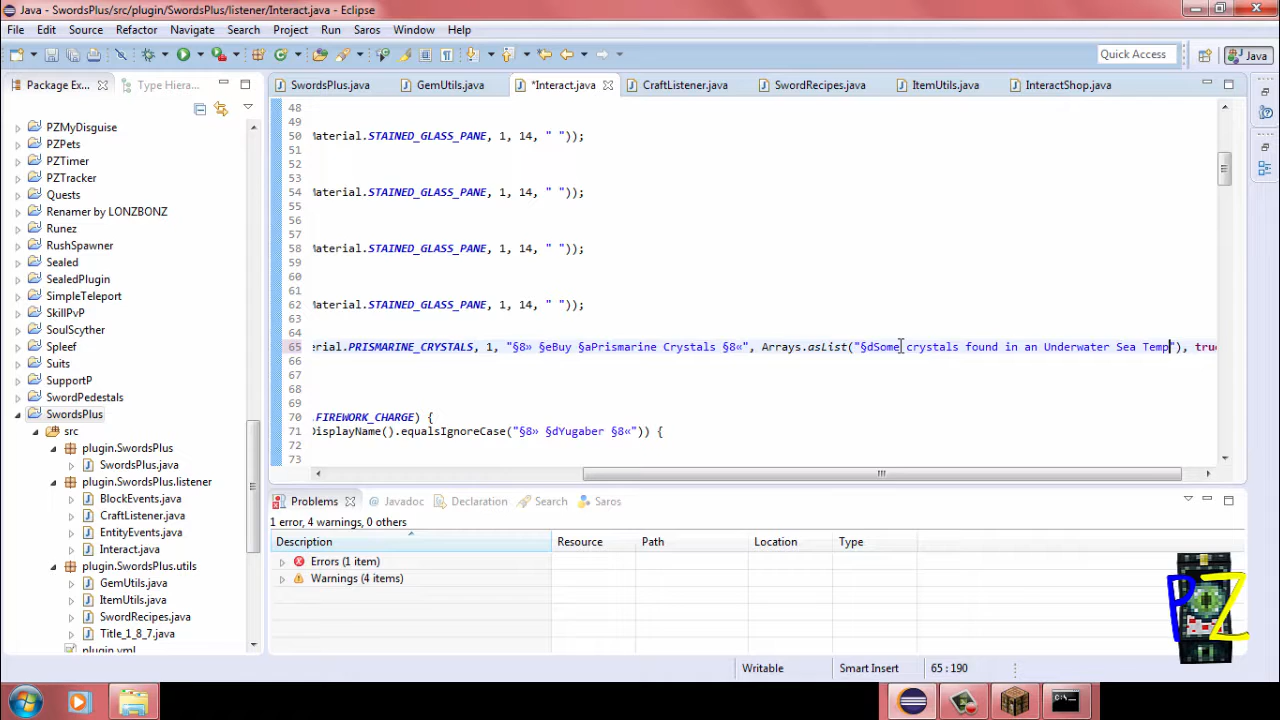 Java - SwordsPlus/src/plugin/SwordsPlus/listener/Interact.java - Eclipse
File Edit Source Refactor Navigate Search Project Run Saros Window Help
Quick Access Java
Package Ex... Type Hiera...
SwordsPlus.java GemUtils.java *Interact.java CraftListener.java SwordRecipes.java ItemUtils.java InteractShop.java
PZMyDisguise
PZPets
PZTimer
PZTracker
Quests
Renamer by LONZBONZ
Runez
RushSpawner
Sealed
SealedPlugin
SimpleTeleport
SkillPvP
SoulScyther
Suits
SupportP
SwordPedestals
SwordsPlus
src
plugin.SwordsPlus
SwordsPlus.java
plugin.SwordsPlus.listener
BlockEvents.java
CraftListener.java
EntityEvents.java
Interact.java
plugin.SwordsPlus.utils
GemUtils.java
ItemUtils.java
SwordRecipes.java
Title_1_8_7.java
plugin.yml
48
49
50 Material.STAINED_GLASS_PANE, 1, 14, " "));
51
52
53
54 Material.STAINED_GLASS_PANE, 1, 14, " "));
55
56
57
58 Material.STAINED_GLASS_PANE, 1, 14, " "));
59
60
61
62 Material.STAINED_GLASS_PANE, 1, 14, " "));
63
64
65 erial.PRISMARINE_CRYSTALS, 1, "§8» §eBuy §aPrismarine Crystals §8«", Arrays.asList("§dSome crystals found in an Underwater Sea Temp"), true
66
67
68
69
70 FIREWORK_CHARGE) {
71 DisplayName().equalsIgnoreCase("§8» §dYugaber §8«")) {
72
73
Problems Javadoc Declaration Search Saros
1 error, 4 warnings, 0 others
Description Resource Path Location Type
Errors (1 item)
Warnings (4 items)
PZ
Writable Smart Insert 65 : 190